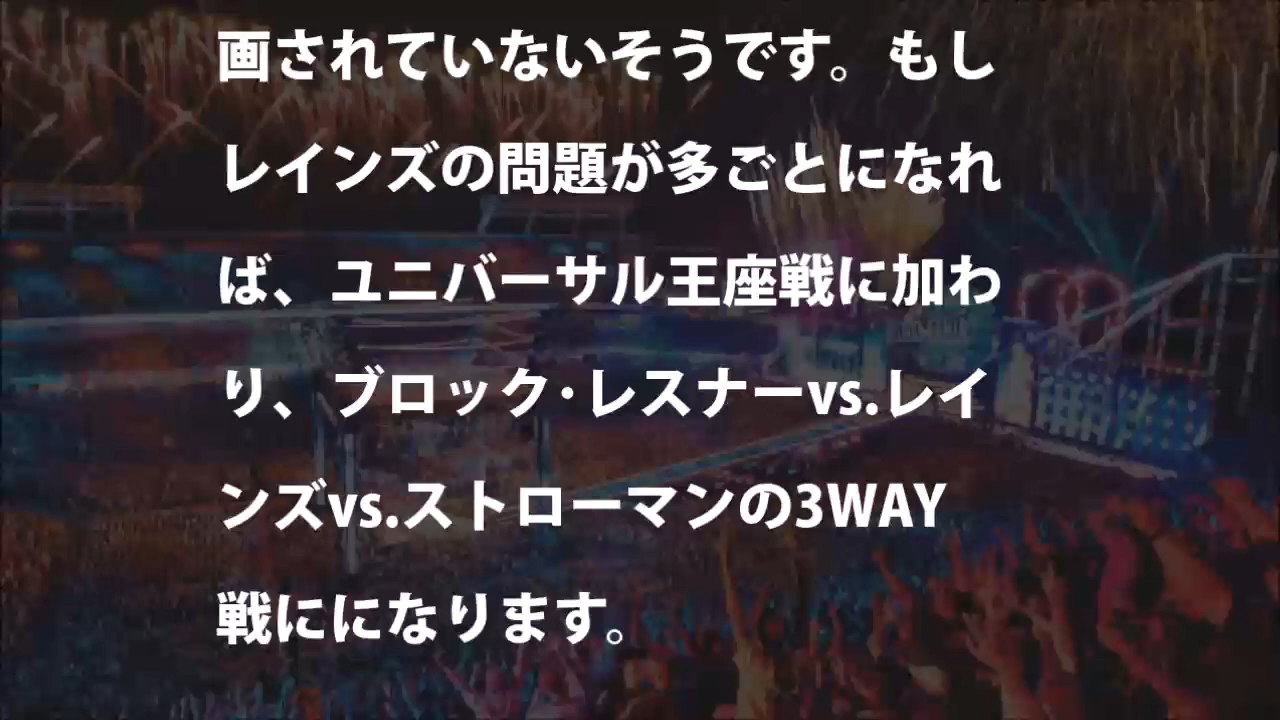 画されていないそうです。もし
レインズの問題が多ごとになれ
ば、ユニバーサル王座戦に加わ
り、ブロック·レスナーvs.レイ
ンズvs.ストローマンの3WAY
戦ににになります。